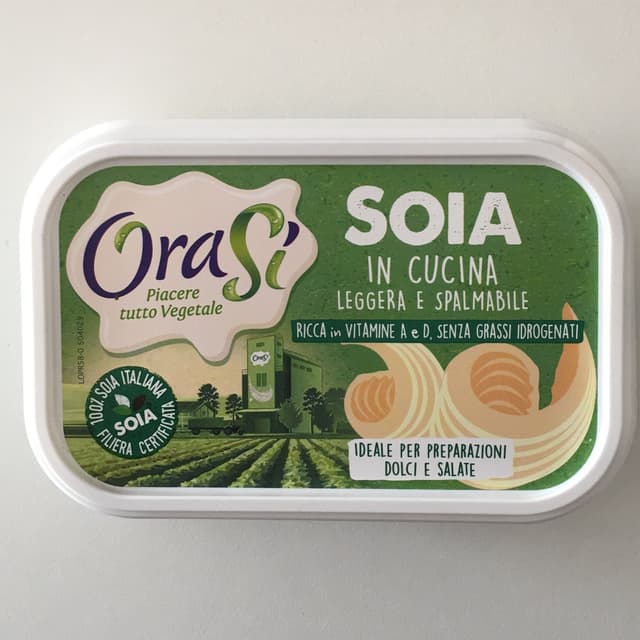 OraSì
Piacere
tutto Vegetale
SOIA
IN CUCINA
LEGGERA E SPALMABILE
RICCA in VITAMINE A e D, SENZA GRASSI IDROGENATI
OraSì
100% SOIA ITALIANA
SOIA
FILIERA CERTIFICATA
IDEALE PER PREPARAZIONI
DOLCI E SALATE